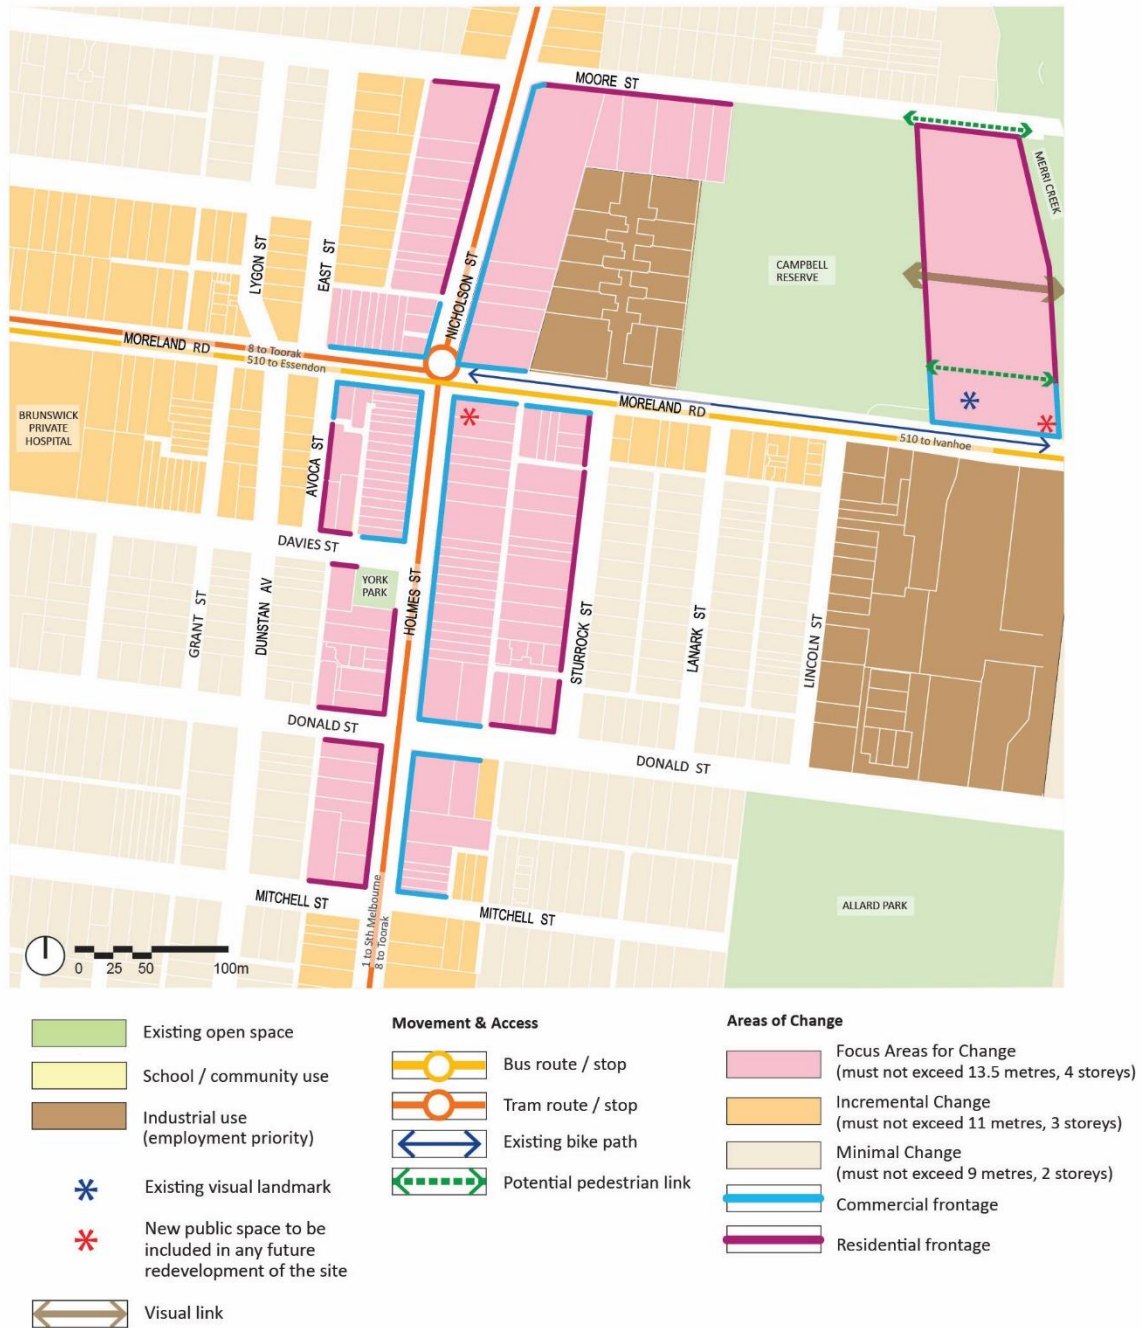 MOORE ST
MERRI CREEK
NICHOLSON ST
LYGON ST
EAST ST
CAMPBELL
RESERVE
MORELAND RD
8 to Toorak
510 to Essendon
MORELAND RD
510 to Ivanhoe
BRUNSWICK
PRIVATE
HOSPITAL
AVOCA ST
DAVIES ST
YORK
PARK
HOLMES ST
GRANT ST
DUNSTAN AV
STURROCK ST
LANARK ST
LINCOLN ST
DONALD ST
DONALD ST
MITCHELL ST
1 to Sth Melbourne
8 to Toorak
MITCHELL ST
ALLARD PARK
0 25 50 100m
Existing open space
School / community use
Industrial use
(employment priority)
Existing visual landmark
New public space to be
included in any future
redevelopment of the site
Visual link
Movement & Access
Bus route / stop
Tram route / stop
Existing bike path
Potential pedestrian link
Areas of Change
Focus Areas for Change
(must not exceed 13.5 metres, 4 storeys)
Incremental Change
(must not exceed 11 metres, 3 storeys)
Minimal Change
(must not exceed 9 metres, 2 storeys)
Commercial frontage
Residential frontage